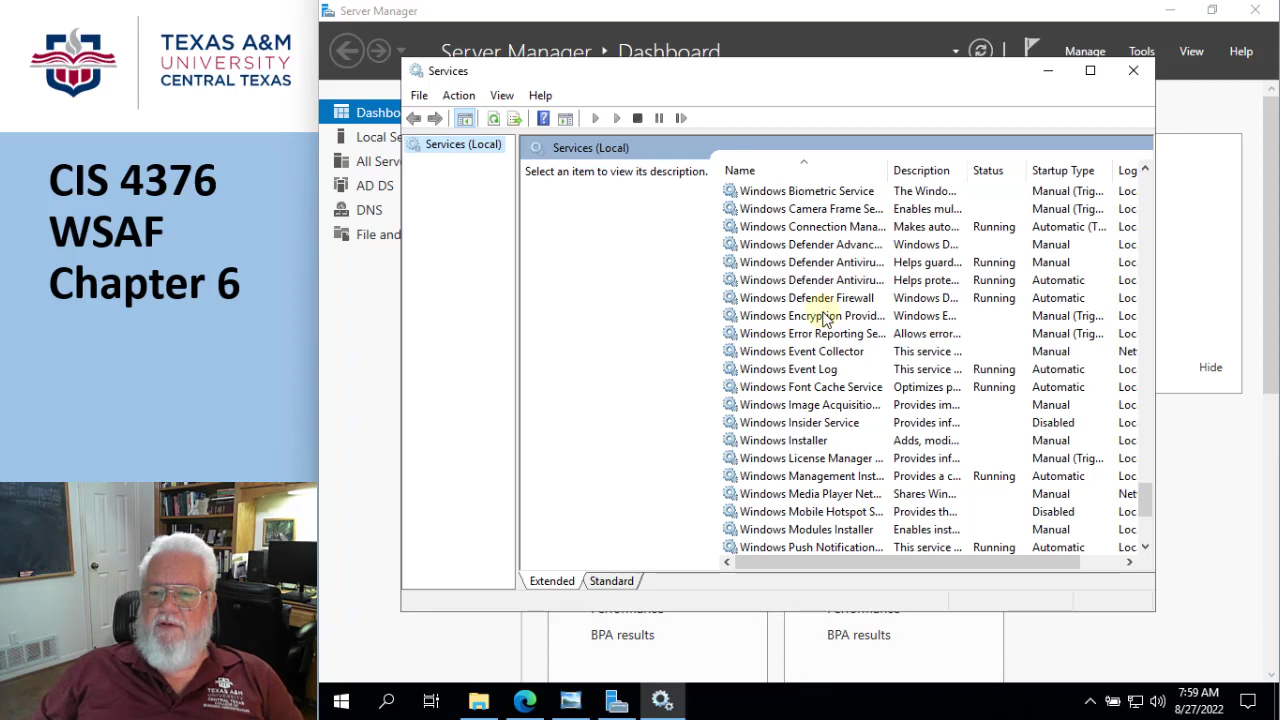 TEXAS A&M
UNIVERSITY
CENTRAL TEXAS
CIS 4376
WSAF
Chapter 6
Server Manager
Server Manager • Dashboard
Manage Tools View Help
Dashbo
Local Se
All Serv
AD DS
DNS
File and
Hide
Services
File Action View Help
Services (Local)
Services (Local)
Select an item to view its description.
Name Description Status Startup Type Log
Windows Biometric Service The Windo... Manual (Trig... Loc
Windows Camera Frame Se... Enables mul... Manual (Trig... Loc
Windows Connection Mana... Makes auto... Running Automatic (T... Loc
Windows Defender Advanc... Windows D... Manual Loc
Windows Defender Antiviru... Helps guard... Running Manual Loc
Windows Defender Antiviru... Helps prote... Running Automatic Loc
Windows Defender Firewall Windows D... Running Automatic Loc
Windows Encryption Provid... Windows E... Manual (Trig... Loc
Windows Error Reporting Se... Allows error... Manual (Trig... Loc
Windows Event Collector This service ... Manual Net
Windows Event Log This service ... Running Automatic Loc
Windows Font Cache Service Optimizes p... Running Automatic Loc
Windows Image Acquisitio... Provides im... Manual Loc
Windows Insider Service Provides inf... Disabled Loc
Windows Installer Adds, modi... Manual Loc
Windows License Manager ... Provides inf... Manual (Trig... Loc
Windows Management Inst... Provides a c... Running Automatic Loc
Windows Media Player Net... Shares Win... Manual Net
Windows Mobile Hotspot S... Provides th... Disabled Loc
Windows Modules Installer Enables inst... Manual Loc
Windows Push Notification... This service ... Running Automatic Loc
Extended Standard
Performance Performance
BPA results BPA results
TEXAS A&M
UNIVERSITY
CENTRAL TEXAS
7:59 AM
8/27/2022